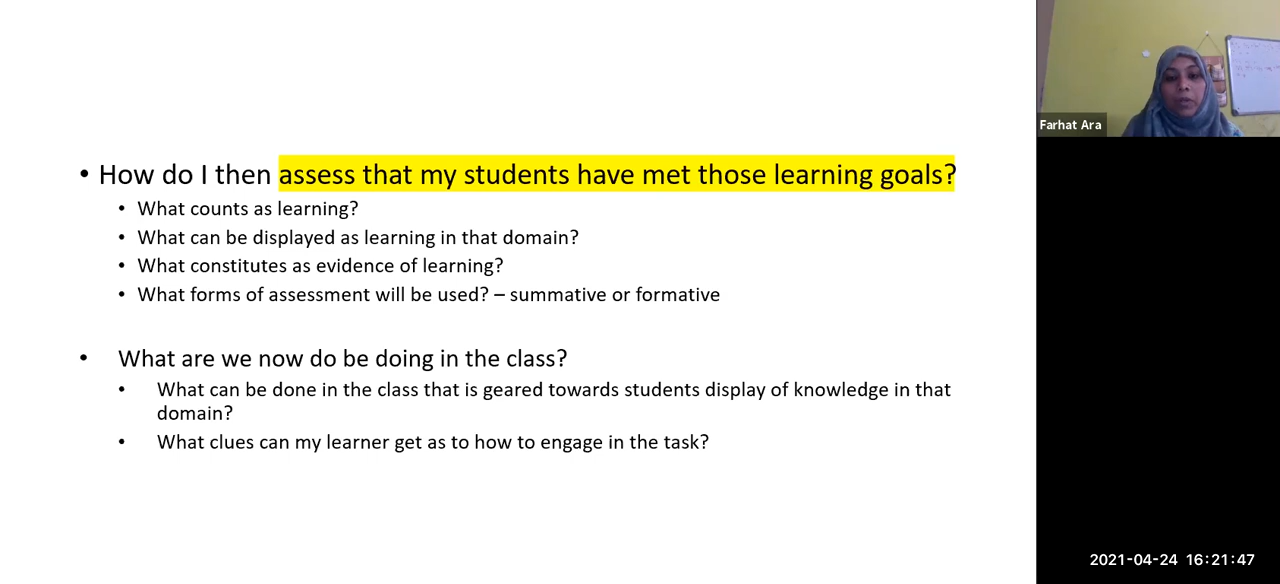 • How do I then assess that my students have met those learning goals?
• What counts as learning?
• What can be displayed as learning in that domain?
• What constitutes as evidence of learning?
• What forms of assessment will be used? – summative or formative
• What are we now do be doing in the class?
• What can be done in the class that is geared towards students display of knowledge in that
domain?
• What clues can my learner get as to how to engage in the task?
Farhat Ara
2021-04-24 16:21:47